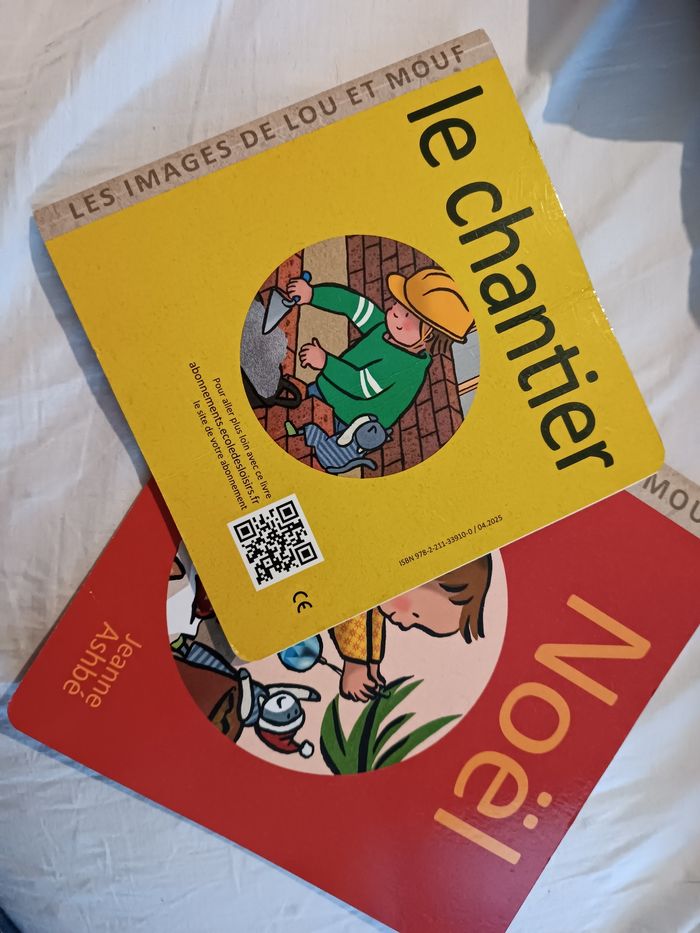 LES IMAGES DE LOU ET MOUF
le chantier
Pour aller plus loin avec ce livre
abonnements.ecoledesloisirs.fr
le site de votre abonnement
CE
ISBN 978-2-211-33910-0 / 04.2025
MOU
Noël
Jeanne
Ashbé